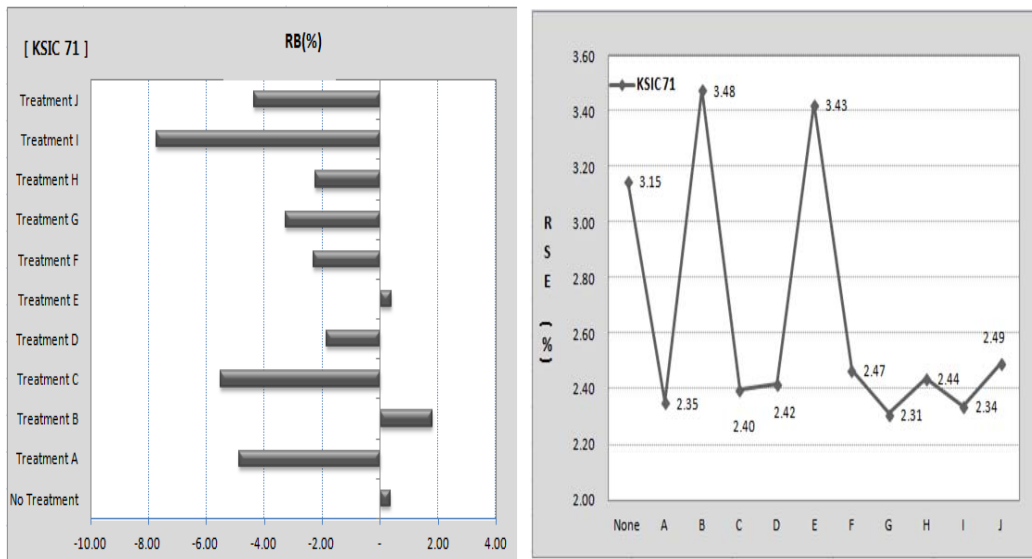 [ KSIC 71 ]
RB(%)
Treatment J
Treatment I
Treatment H
Treatment G
Treatment F
Treatment E
Treatment D
Treatment C
Treatment B
Treatment A
No Treatment
-10.00 -8.00 -6.00 -4.00 -2.00 - 2.00 4.00
3.60
3.40
3.20
3.00
2.80
2.60
2.40
2.20
2.00
RSE (%)
KSIC71
3.15
2.35
3.48
2.40
2.42
3.43
2.47
2.31
2.44
2.34
2.49
None A B C D E F G H I J